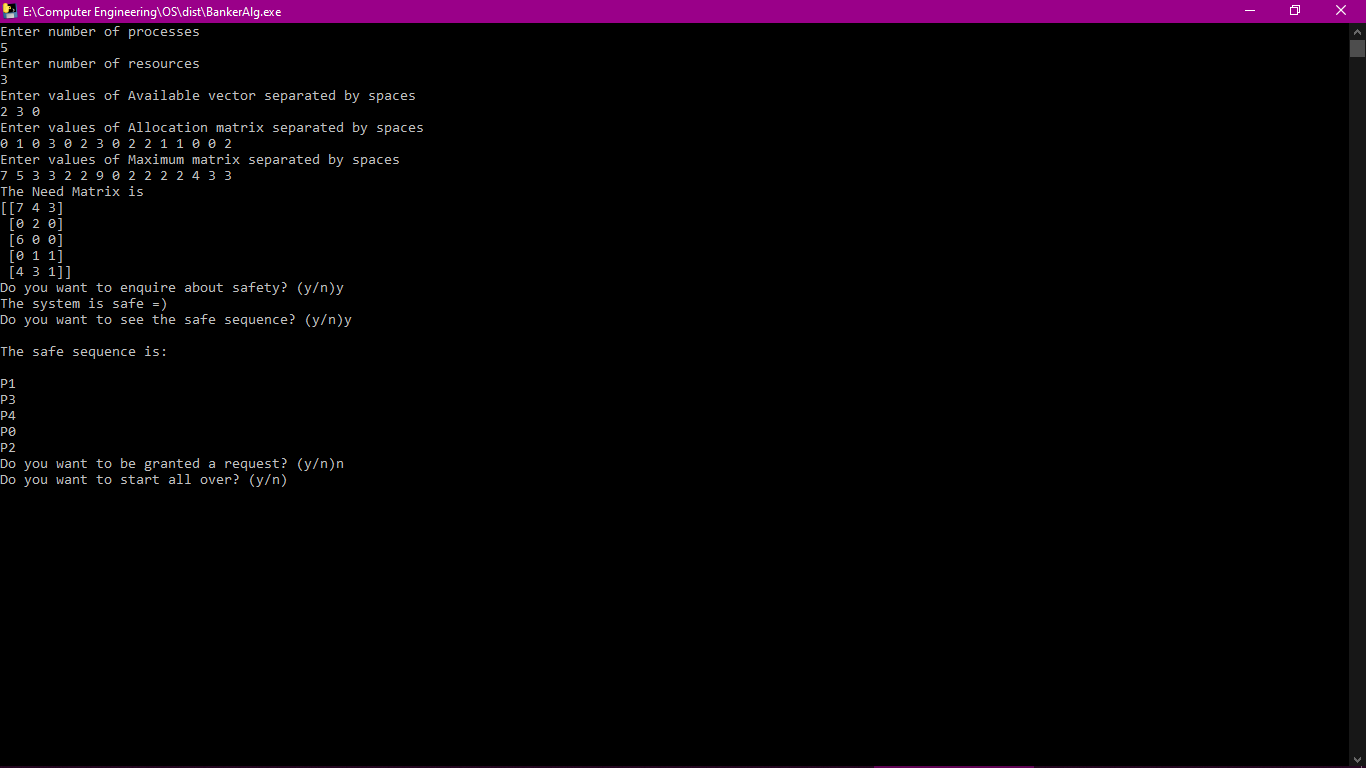 E:\Computer Engineering\OS\dist\BankerAlg.exe
Enter number of processes
5
Enter number of resources
3
Enter values of Available vector separated by spaces
2 3 0
Enter values of Allocation matrix separated by spaces
0 1 0 3 0 2 3 0 2 2 1 1 0 0 2
Enter values of Maximum matrix separated by spaces
7 5 3 3 2 2 9 0 2 2 2 2 4 3 3
The Need Matrix is
[[7 4 3]
 [0 2 0]
 [6 0 0]
 [0 1 1]
 [4 3 1]]
Do you want to enquire about safety? (y/n)y
The system is safe =)
Do you want to see the safe sequence? (y/n)y
The safe sequence is:
P1
P3
P4
P0
P2
Do you want to be granted a request? (y/n)n
Do you want to start all over? (y/n)